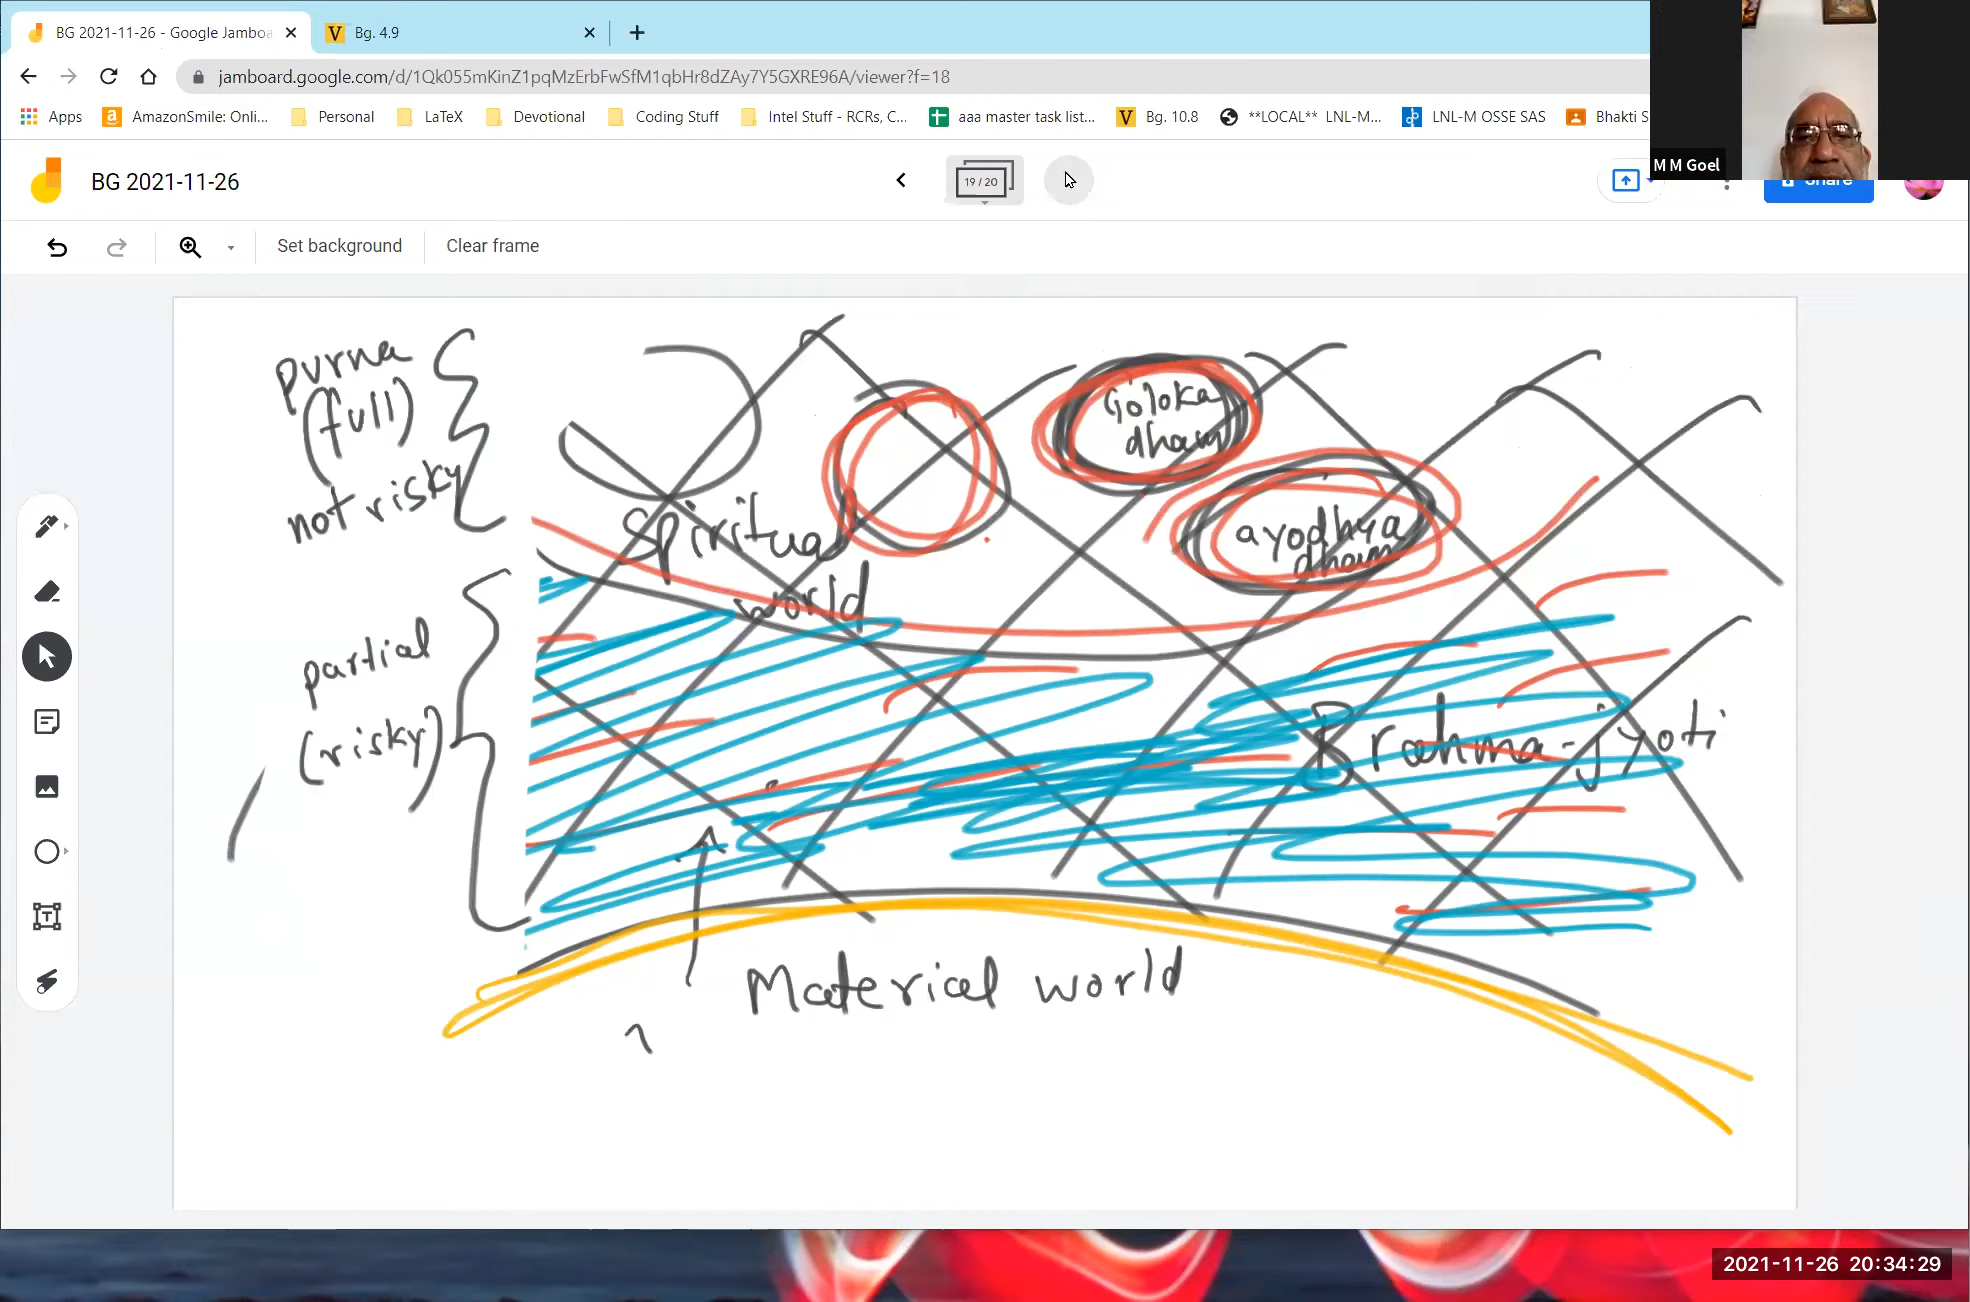 BG 2021-11-26 - Google Jamboa
Bg. 4.9
jamboard.google.com/d/1Qk055mKinZ1pqMzErbFwSfM1qbHr8dZAy7Y5GXRE96A/viewer?f=18
Apps
AmazonSmile: Onli...
Personal
LaTeX
Devotional
Coding Stuff
Intel Stuff - RCRs, C...
aaa master task list...
Bg. 10.8
**LOCAL** LNL-M...
LNL-M OSSE SAS
Bhakti S
M M Goel
BG 2021-11-26
19 / 20
Share
Set background
Clear frame
purna
(full)
not risky
Goloka
dham
ayodhya
dham
Spiritual
world
partial
(risky)
Brahma-jyoti
Material world
2021-11-26 20:34:29